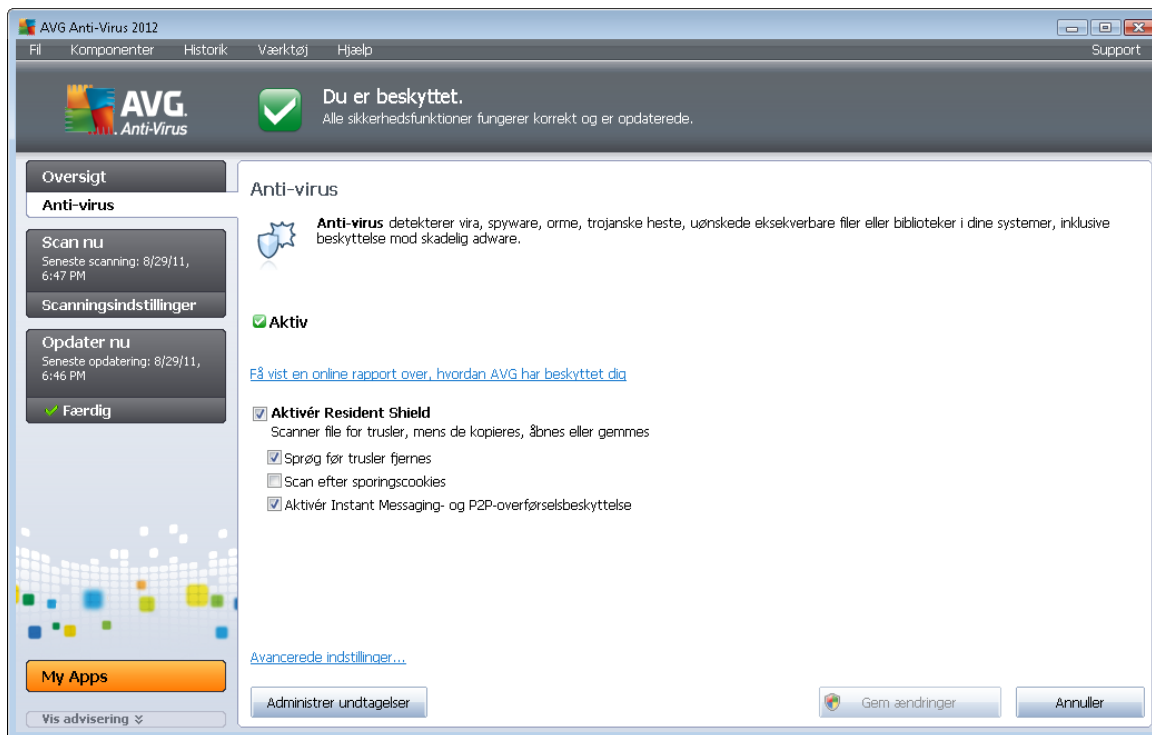 AVG Anti-Virus 2012
Fil Komponenter Historik Værktøj Hjælp Support
AVG.
Anti-Virus
Du er beskyttet.
Alle sikkerhedsfunktioner fungerer korrekt og er opdaterede.
Oversigt
Anti-virus
Scan nu
Seneste scanning: 8/29/11,
6:47 PM
Scanningsindstillinger
Opdater nu
Seneste opdatering: 8/29/11,
6:46 PM
Færdig
My Apps
Vis advisering
Anti-virus
Anti-virus detekterer vira, spyware, orme, trojanske heste, uønskede eksekverbare filer eller biblioteker i dine systemer, inklusive
beskyttelse mod skadelig adware.
Aktiv
Få vist en online rapport over, hvordan AVG har beskyttet dig
Aktivér Resident Shield
Scanner file for trusler, mens de kopieres, åbnes eller gemmes
Sprøg før trusler fjernes
Scan efter sporingscookies
Aktivér Instant Messaging- og P2P-overførselsbeskyttelse
Avancerede indstillinger...
Administrer undtagelser
Gem ændringer
Annuller